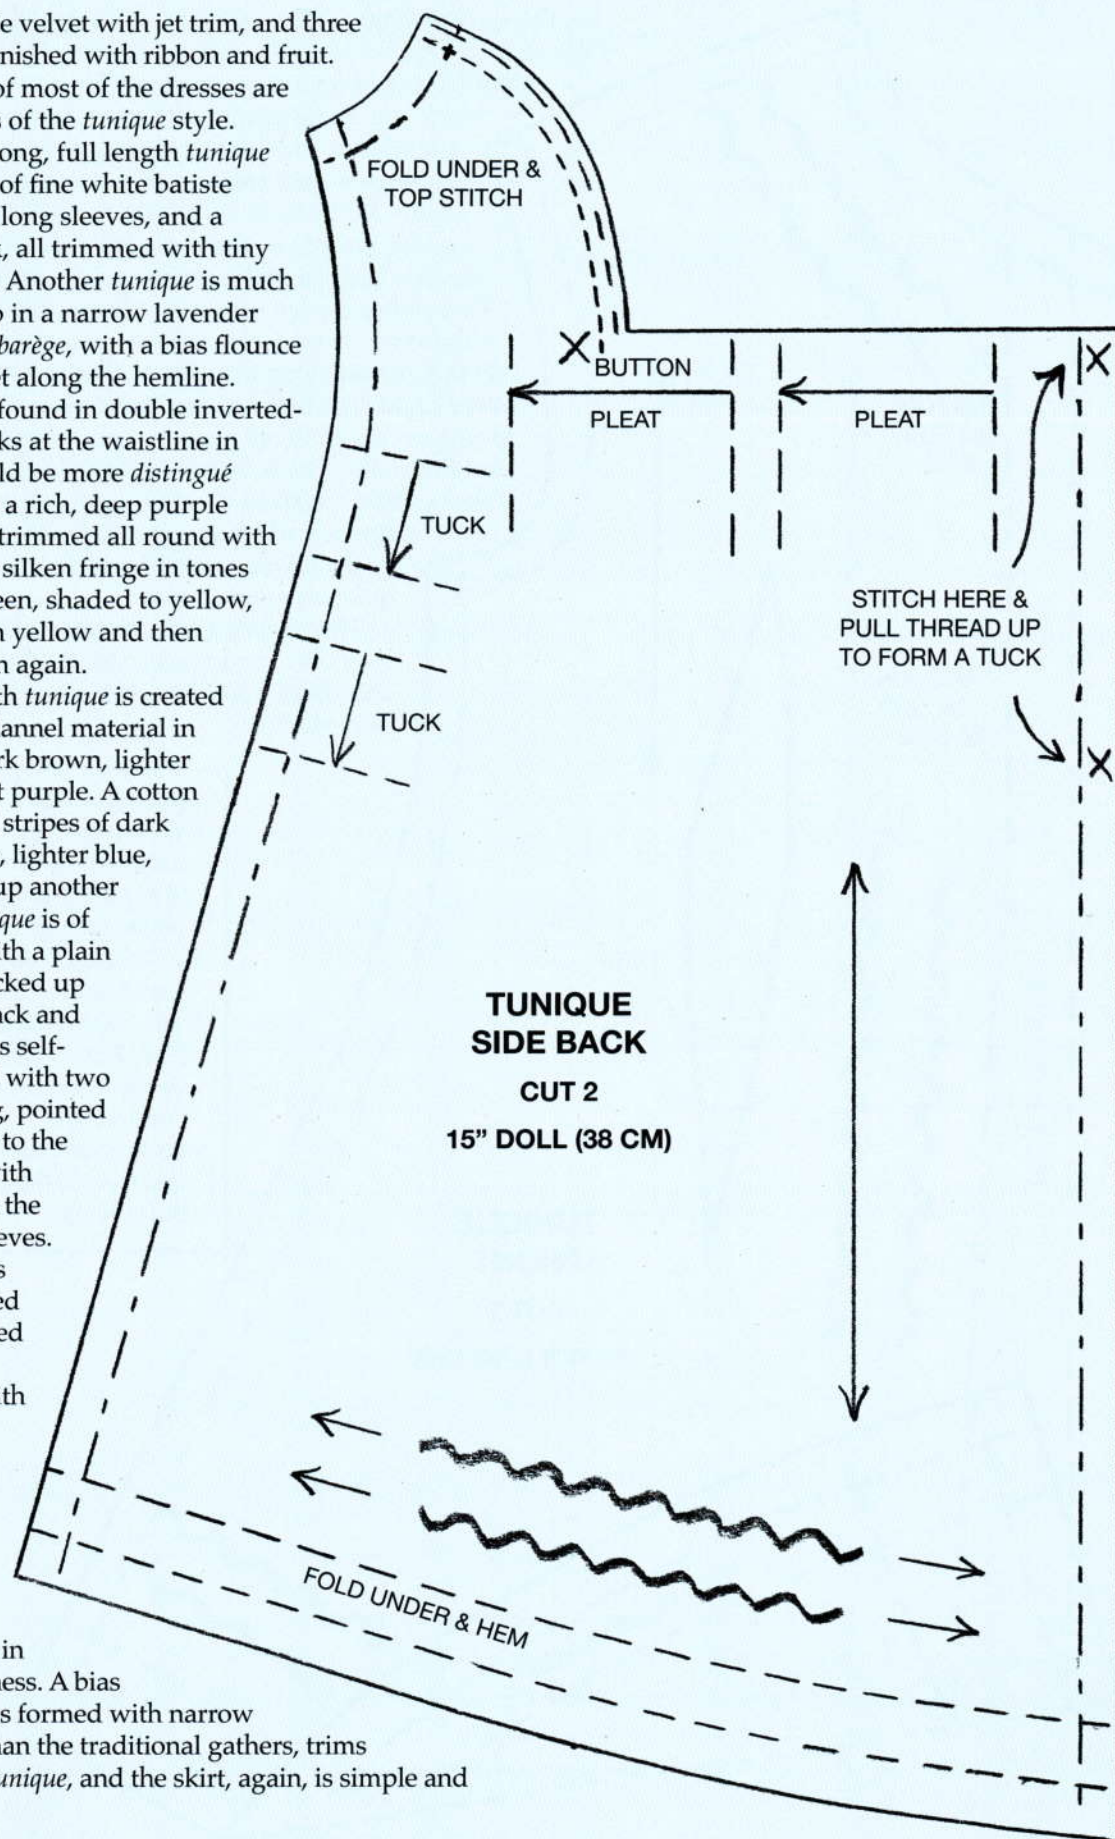 e velvet with jet trim, and three
nished with ribbon and fruit.
of most of the dresses are
s of the tunique style.
ong, full length tunique
of fine white batiste
long sleeves, and a
, all trimmed with tiny
Another tunique is much
o in a narrow lavender
barège, with a bias flounce
et along the hemline.
found in double inverted-
ks at the waistline in
ld be more distingué
a rich, deep purple
trimmed all round with
silken fringe in tones
een, shaded to yellow,
n yellow and then
n again.
th tunique is created
annel material in
rk brown, lighter
t purple. A cotton
stripes of dark
, lighter blue,
up another
que is of
th a plain
cked up
ack and
s self-
with two
g, pointed
to the
with
the
eves.
s
ed
ed
ith
in
ness. A bias
s formed with narrow
han the traditional gathers, trims
unique, and the skirt, again, is simple and
FOLD UNDER &
TOP STITCH
X
BUTTON
PLEAT
PLEAT
X
TUCK
TUCK
STITCH HERE &
PULL THREAD UP
TO FORM A TUCK
X
TUNIQUE
SIDE BACK
CUT 2
15” DOLL (38 CM)
FOLD UNDER & HEM